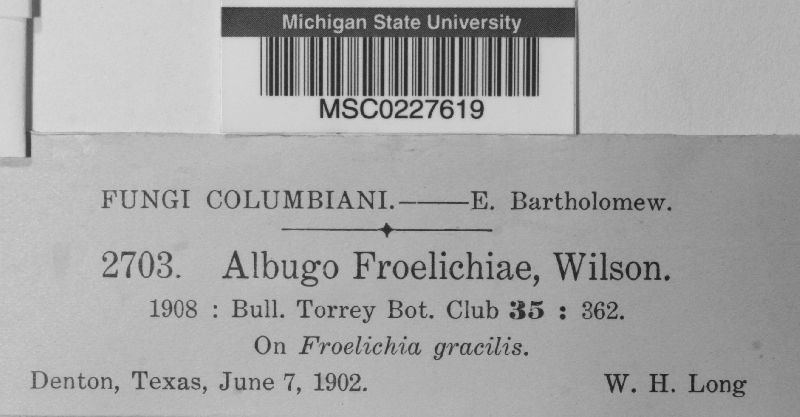 Michigan State University
MSC0227619
FUNGI COLUMBIANI.——E. Bartholomew.
2703. Albugo Froelichiae, Wilson.
1908 : Bull. Torrey Bot. Club 35 : 362.
On Froelichia gracilis.
Denton, Texas, June 7, 1902. W. H. Long